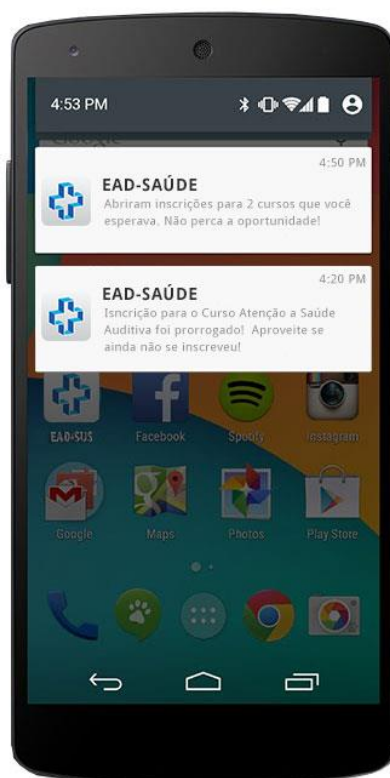 4:53 PM
Google
4:50 PM
EAD-SAÚDE
Abriram inscrições para 2 cursos que você
esperava. Não perca a oportunidade!
4:20 PM
EAD-SAÚDE
Isncrição para o Curso Atenção a Saúde
Auditiva foi prorrogado! Aproveite se
ainda não se inscreveu!
EAD-SUS
Facebook
Spotify
Instagram
Google
Maps
Photos
Play Store